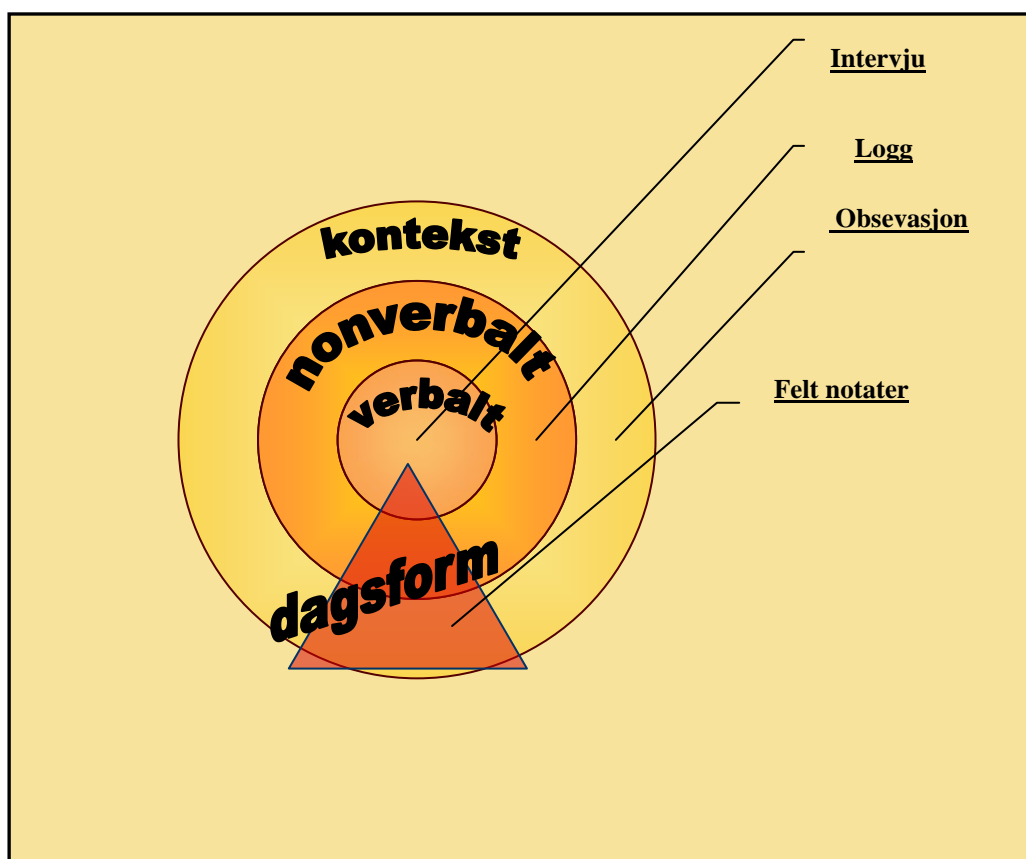 Intervju
Logg
Obsevasjon
kontekst
nonverbalt
verbalt
Felt notater
dagsform